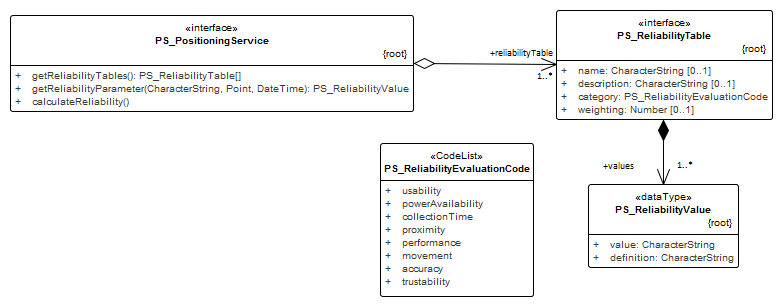 «interface»
PS_PositioningService
{root}
+ getReliabilityTables(): PS_ReliabilityTable[]
+ getReliabilityParameter(CharacterString, Point, DateTime): PS_ReliabilityValue
+ calculateReliability()
+reliabilityTable
1..*
«interface»
PS_ReliabilityTable
{root}
+ name: CharacterString [0..1]
+ description: CharacterString [0..1]
+ category: PS_ReliabilityEvaluationCode
+ weighting: Number [0..1]
«CodeList»
PS_ReliabilityEvaluationCode
+ usability
+ powerAvailability
+ collectionTime
+ proximity
+ performance
+ movement
+ accuracy
+ trustability
+values
1..*
«dataType»
PS_ReliabilityValue
{root}
+ value: CharacterString
+ definition: CharacterString